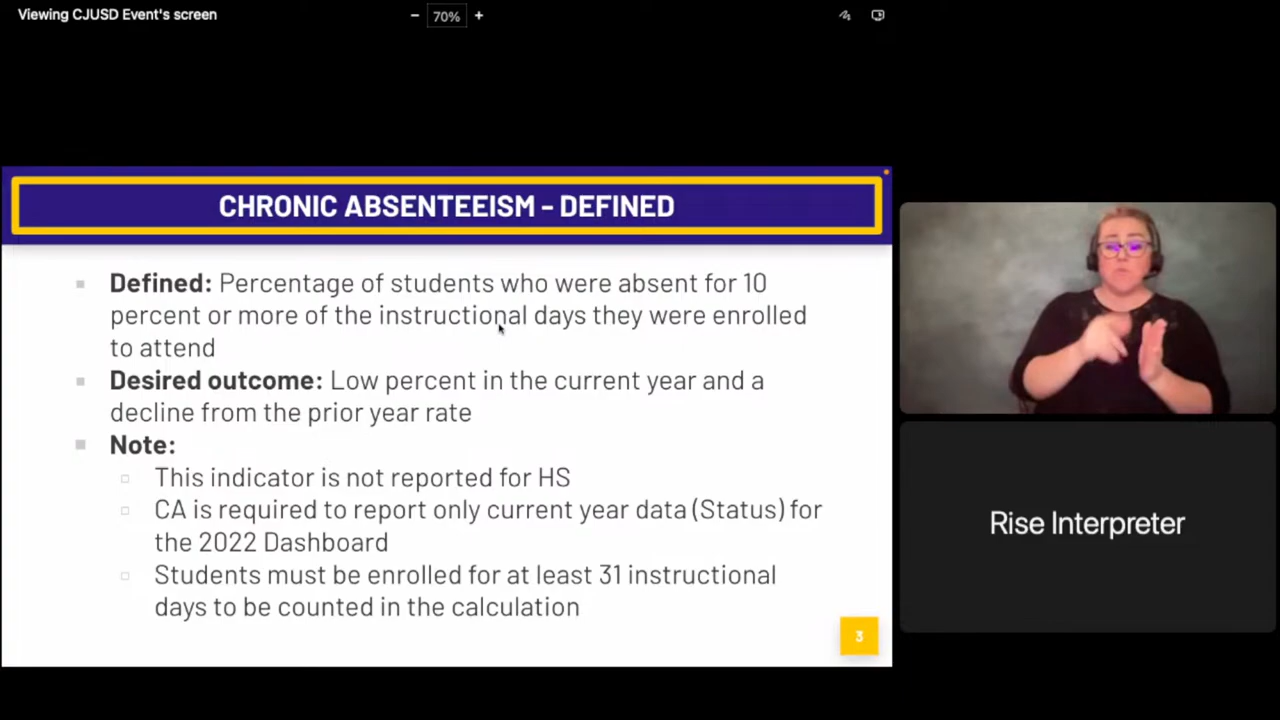 Viewing CJUSD Event's screen
− 70% +
CHRONIC ABSENTEEISM - DEFINED
Defined: Percentage of students who were absent for 10
percent or more of the instructional days they were enrolled
to attend
Desired outcome: Low percent in the current year and a
decline from the prior year rate
Note:
This indicator is not reported for HS
CA is required to report only current year data (Status) for
the 2022 Dashboard
Students must be enrolled for at least 31 instructional
days to be counted in the calculation
3
Rise Interpreter